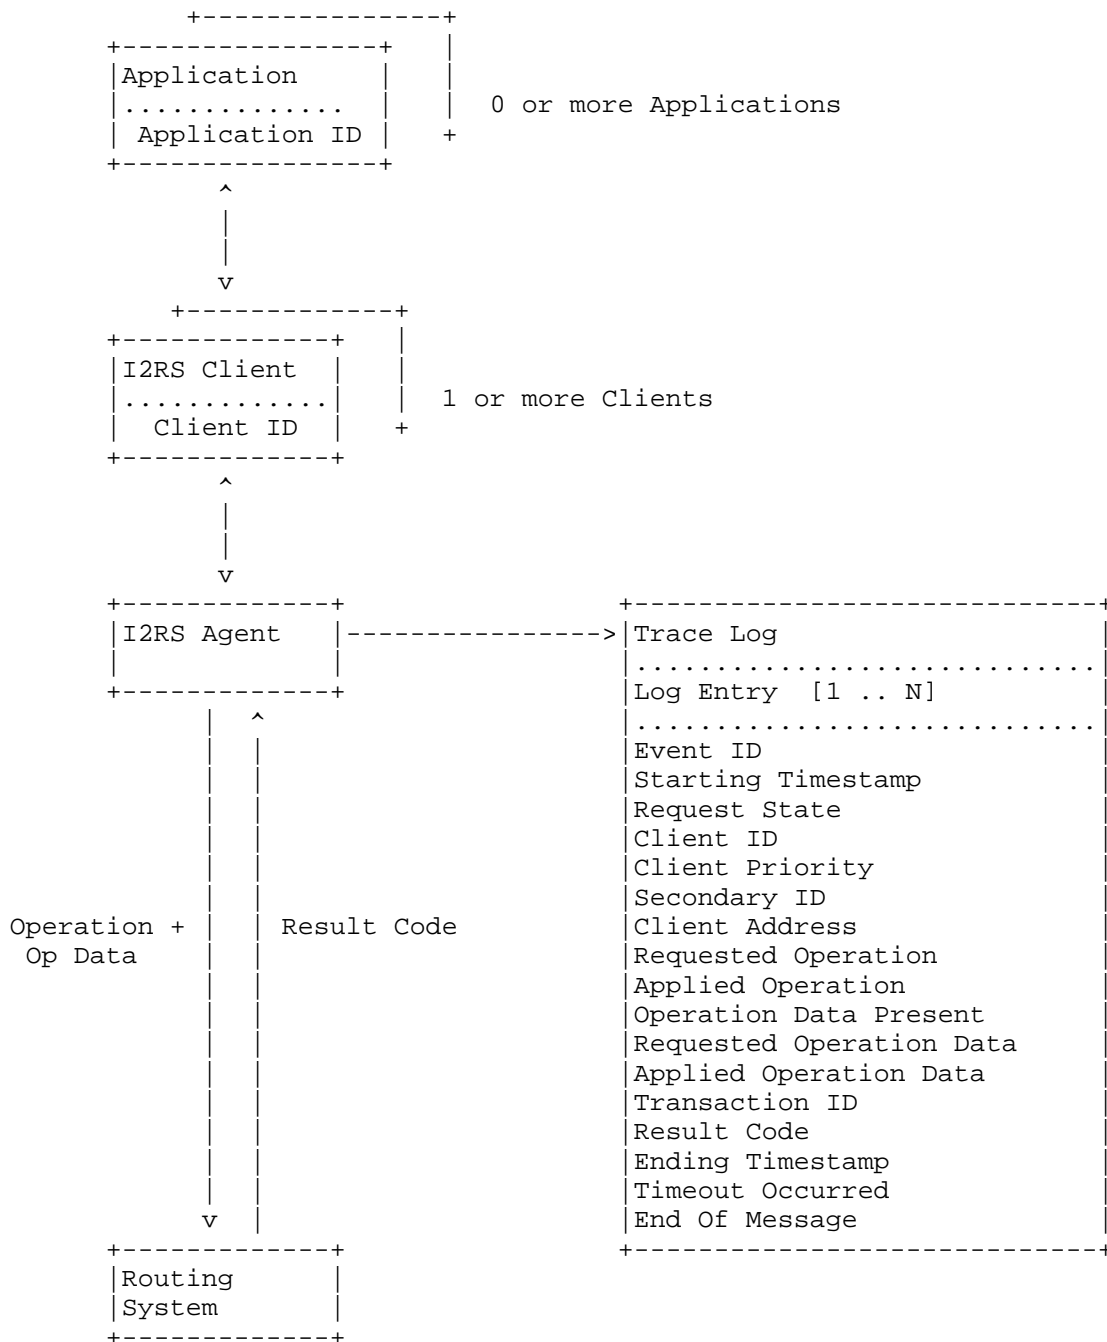 Application
..............
Application ID
0 or more Applications
I2RS Client
.............
Client ID
1 or more Clients
I2RS Agent
Trace Log
.............................
Log Entry [1 .. N]
.............................
Event ID
Starting Timestamp
Request State
Client ID
Client Priority
Secondary ID
Operation + Result Code Client Address
Op Data Requested Operation
Applied Operation
Operation Data Present
Requested Operation Data
Applied Operation Data
Transaction ID
Result Code
Ending Timestamp
Timeout Occurred
End Of Message
Routing
System